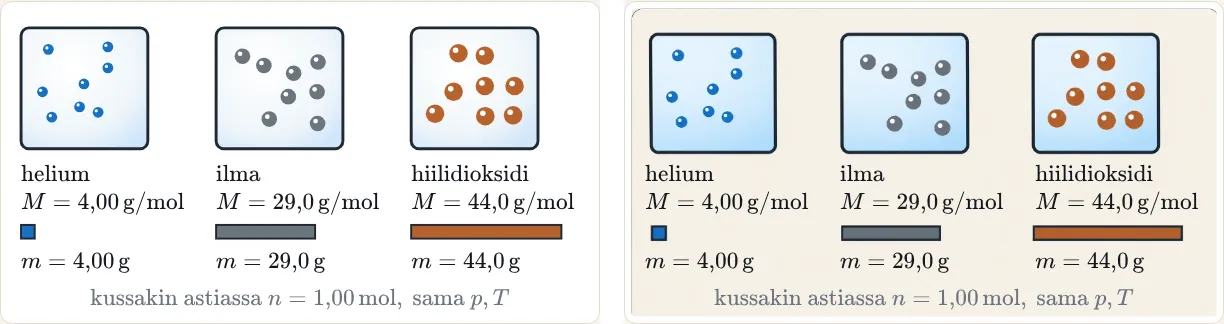 helium
M = 4,00 g/mol
m = 4,00 g
ilma
M = 29,0 g/mol
m = 29,0 g
hiilidioksidi
M = 44,0 g/mol
m = 44,0 g
kussakin astiassa n = 1,00 mol, sama p, T
helium
M = 4,00 g/mol
m = 4,00 g
ilma
M = 29,0 g/mol
m = 29,0 g
hiilidioksidi
M = 44,0 g/mol
m = 44,0 g
kussakin astiassa n = 1,00 mol, sama p, T